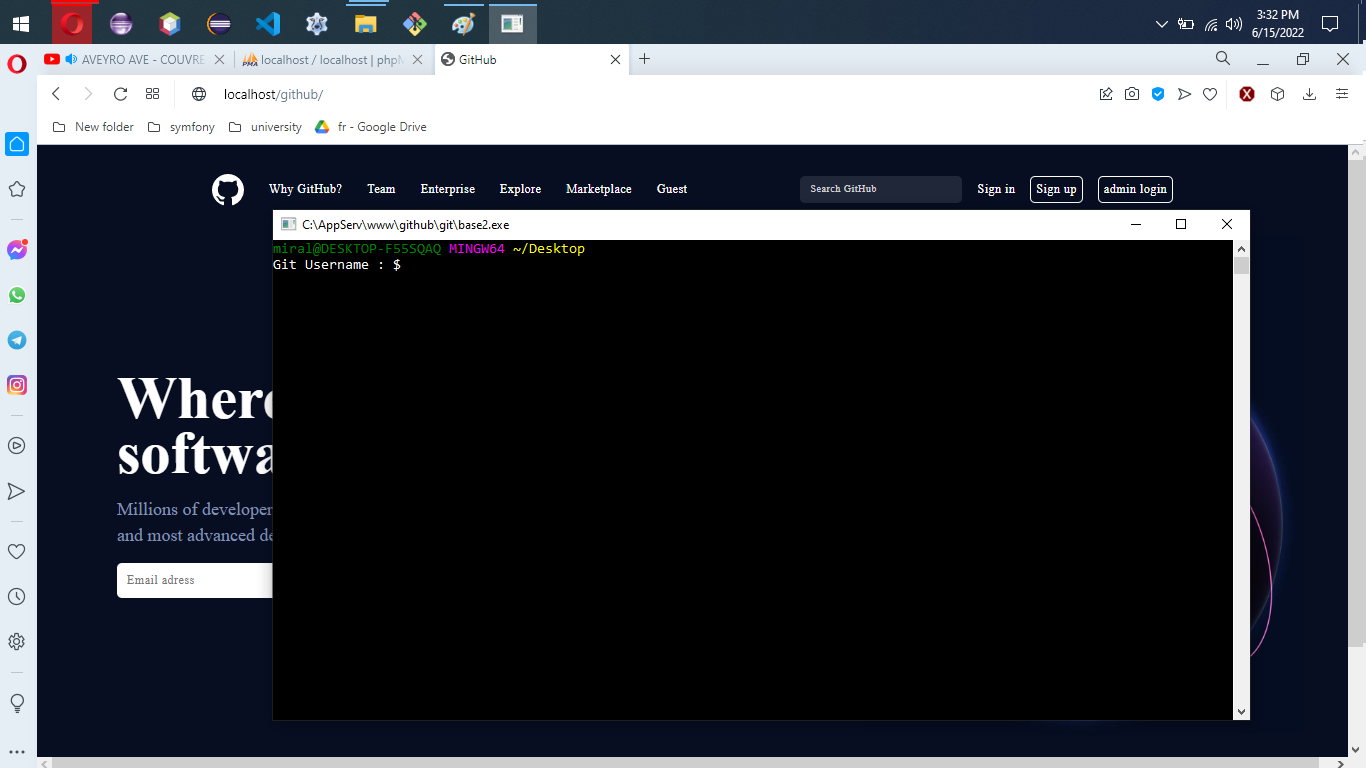 3:32 PM
6/15/2022
AVEYRO AVE - COUVRE
localhost / localhost | phpM
GitHub
localhost/github/
New folder
symfony
university
fr - Google Drive
Why GitHub?
Team
Enterprise
Explore
Marketplace
Guest
Search GitHub
Sign in
Sign up
admin login
C:\AppServ\www\github\git\base2.exe
miral@DESKTOP-F55SQAQ MINGW64 ~/Desktop
Git Username : $
Where
softwa
Millions of developer
and most advanced de
Email adress